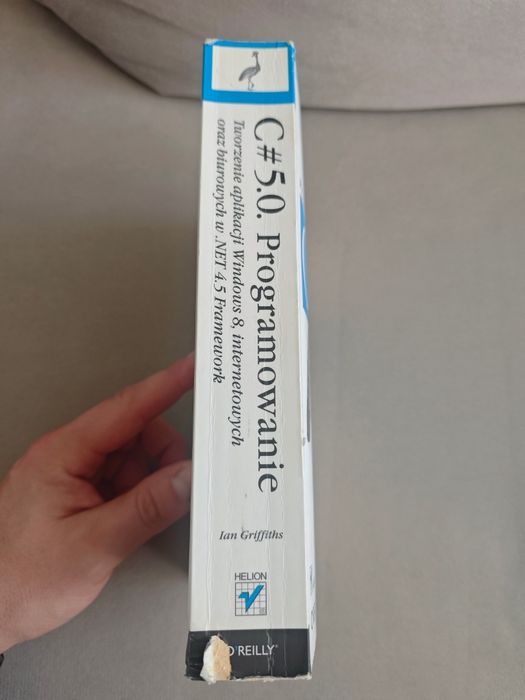 C# 5.0. Programowanie
Tworzenie aplikacji Windows 8, internetowych
oraz biurowych w .NET 4.5 Framework
Ian Griffiths
HELION
O'REILLY®